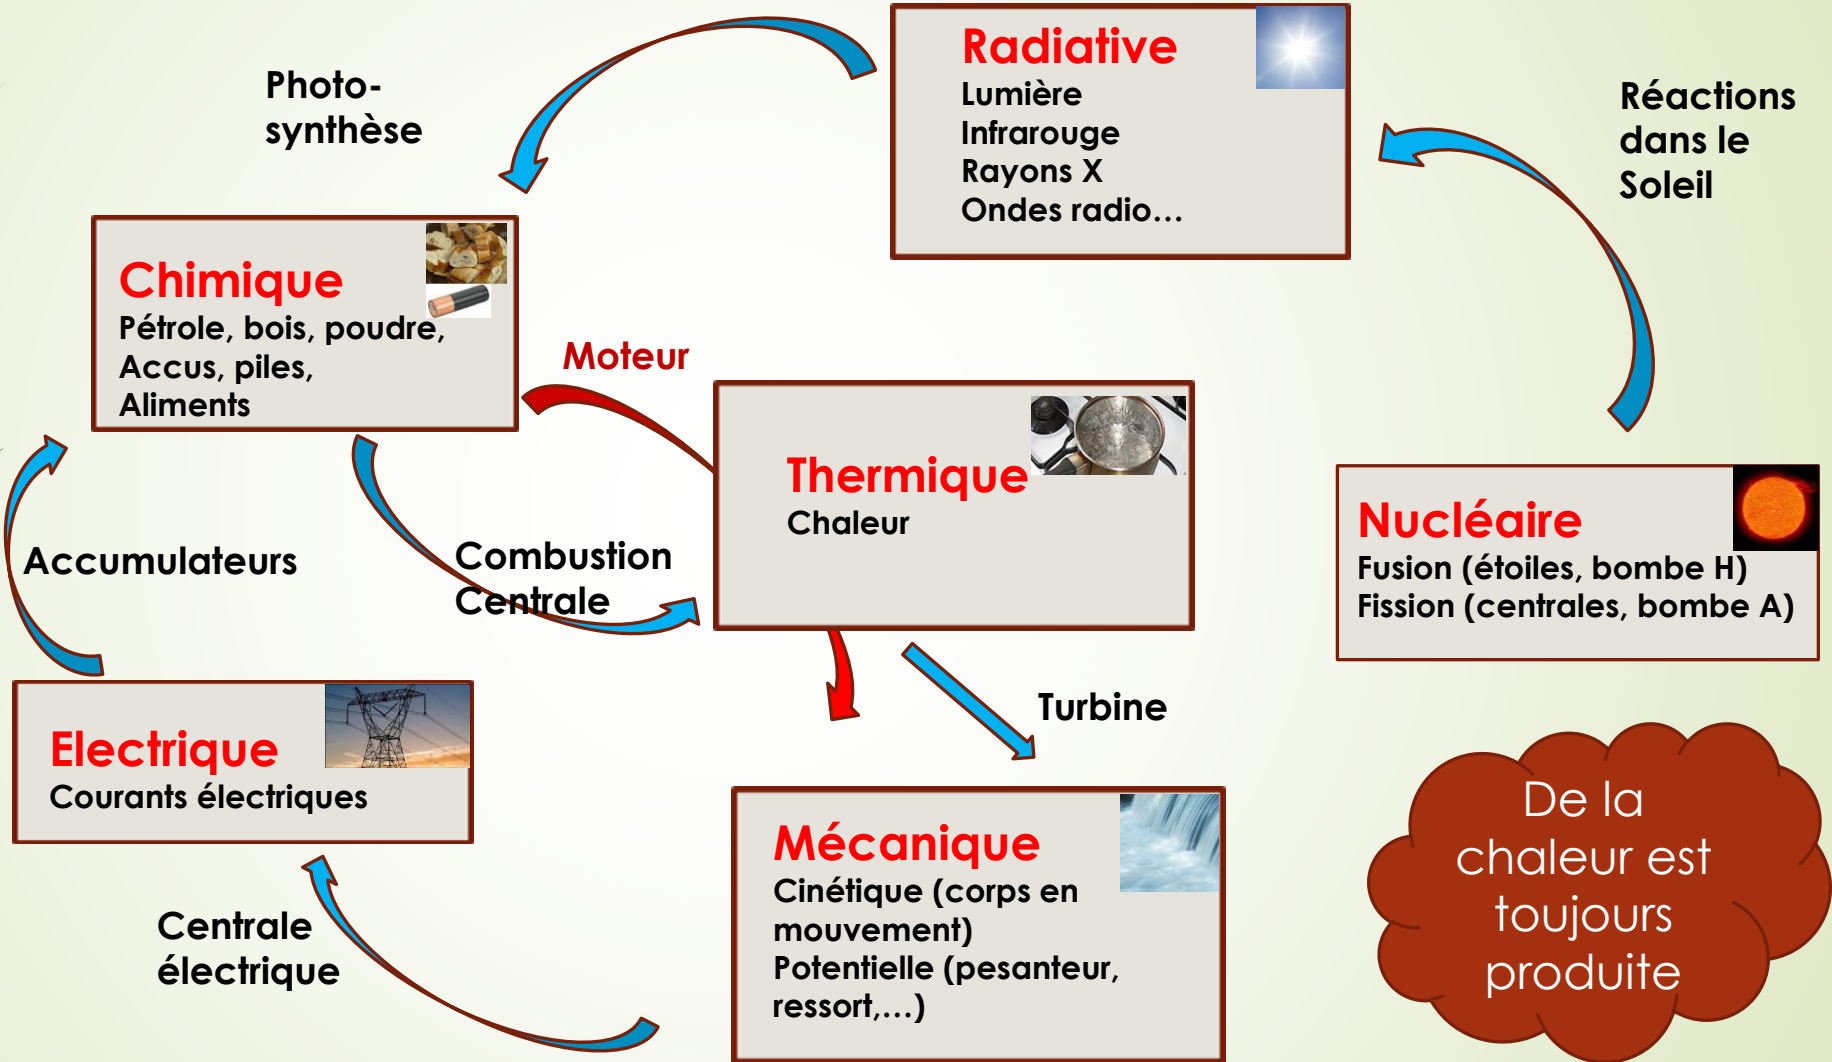 Radiative
Lumière
Infrarouge
Rayons X
Ondes radio…
Photo-
synthèse
Réactions
dans le
Soleil
Chimique
Pétrole, bois, poudre,
Accus, piles,
Aliments
Moteur
Thermique
Chaleur
Nucléaire
Fusion (étoiles, bombe H)
Fission (centrales, bombe A)
Accumulateurs
Combustion
Centrale
Turbine
Electrique
Courants électriques
Mécanique
Cinétique (corps en
mouvement)
Potentielle (pesanteur,
ressort,…)
Centrale
électrique
De la
chaleur est
toujours
produite